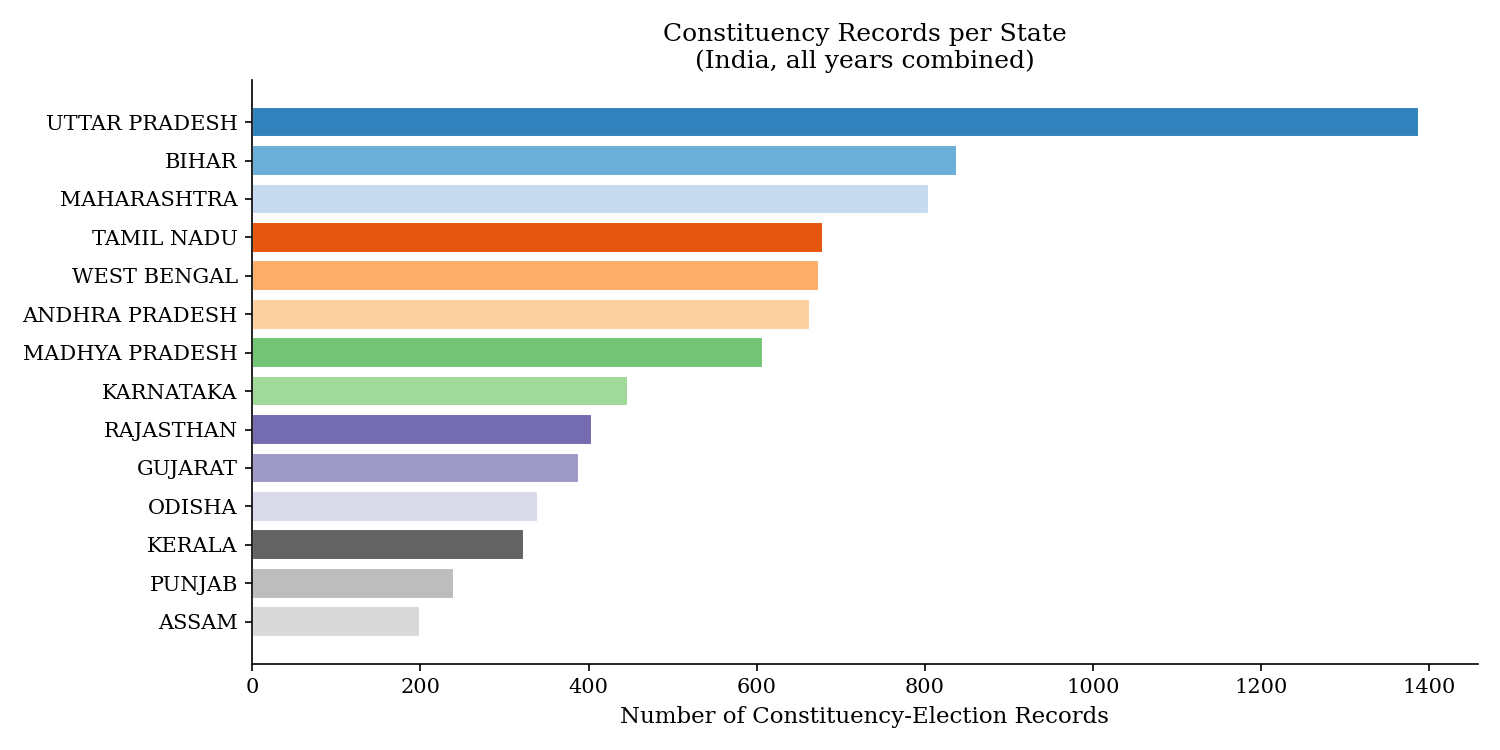 Constituency Records per State
(India, all years combined)
UTTAR PRADESH
BIHAR
MAHARASHTRA
TAMIL NADU
WEST BENGAL
ANDHRA PRADESH
MADHYA PRADESH
KARNATAKA
RAJASTHAN
GUJARAT
ODISHA
KERALA
PUNJAB
ASSAM
0 200 400 600 800 1000 1200 1400
Number of Constituency-Election Records